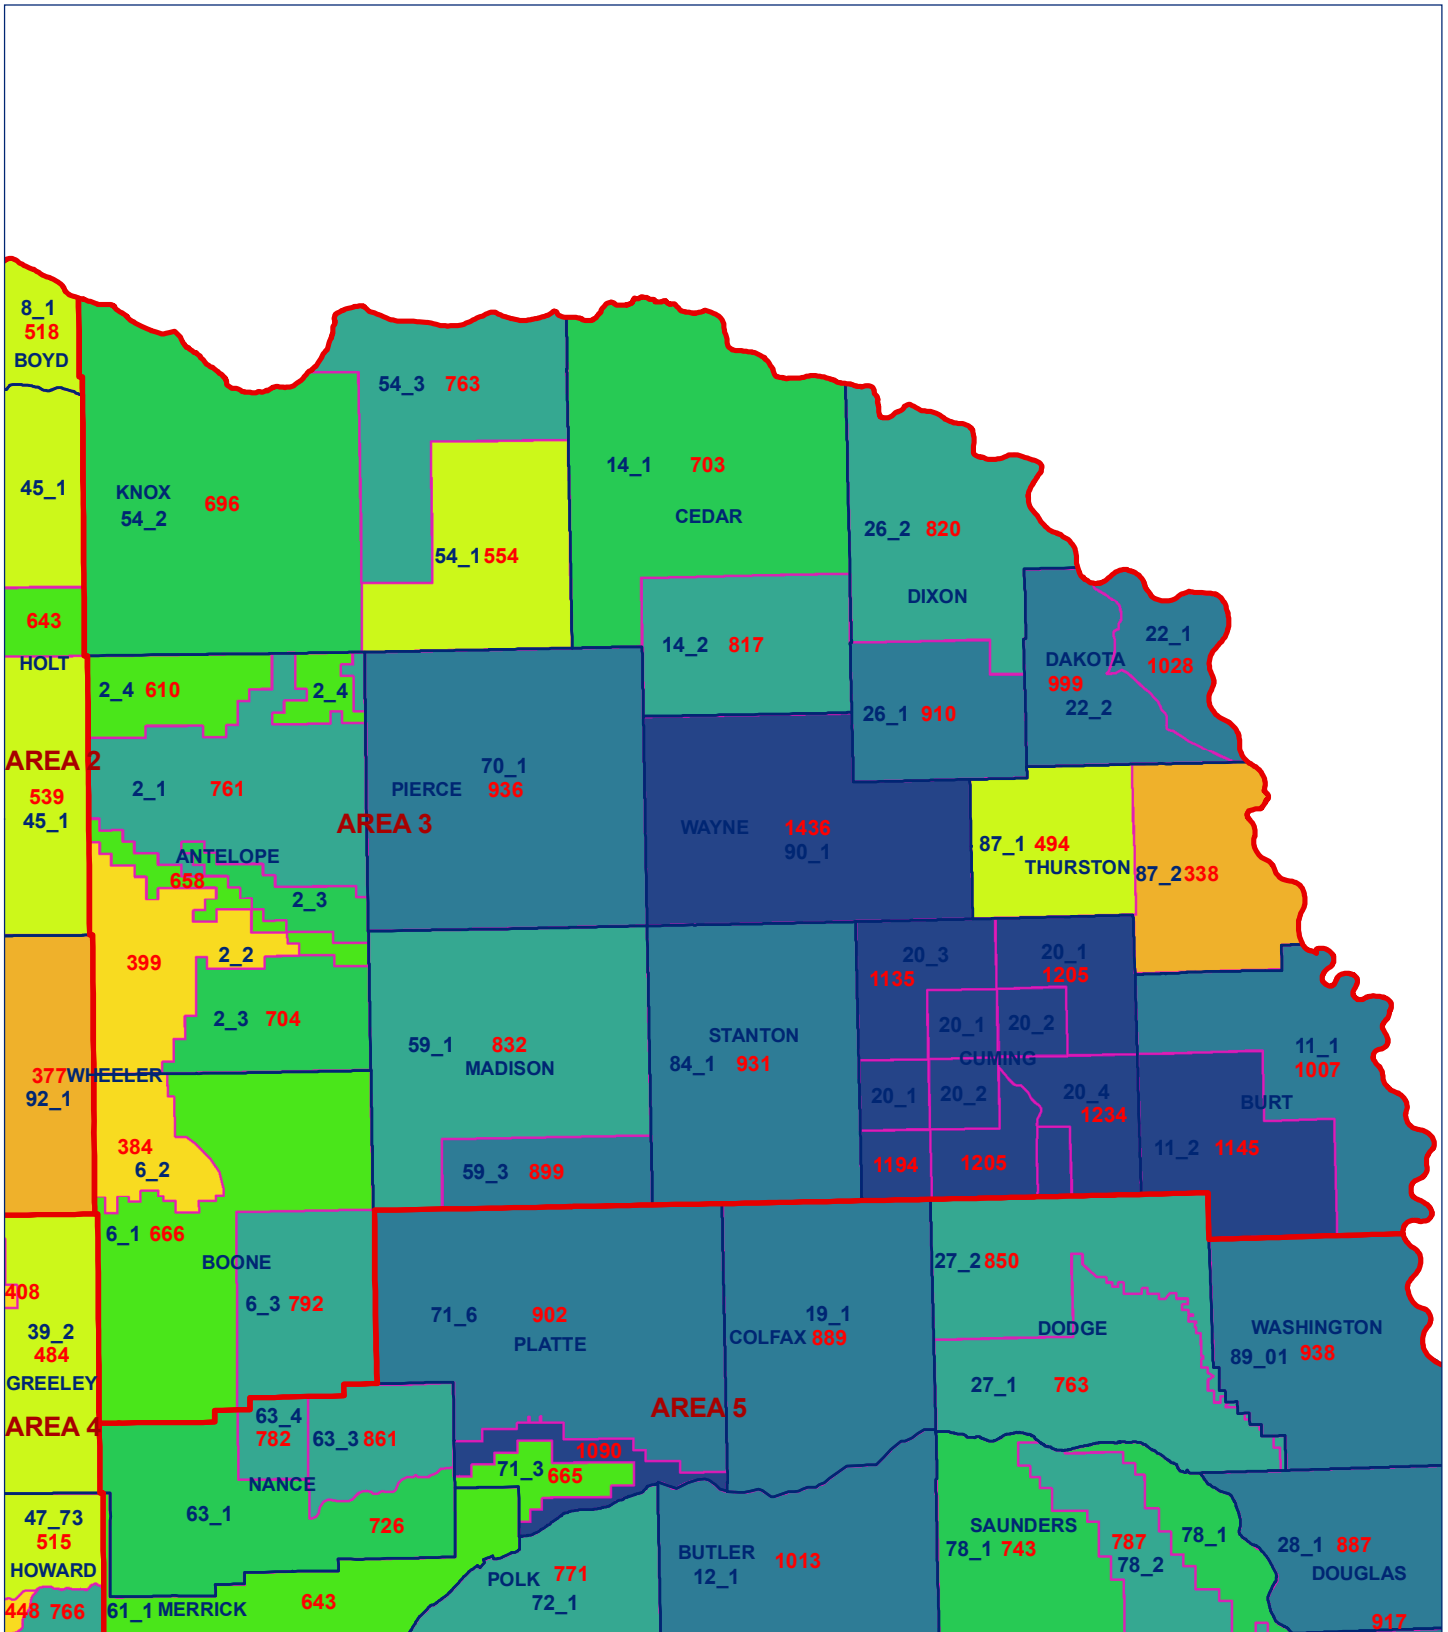 8_1
518
BOYD
54_3 763
14_1 703
45_1
KNOX
54_2 696
CEDAR
26_2 820
54_1 554
DIXON
643
14_2 817
22_1
1028
HOLT
DAKOTA
999
22_2
2_4 610
2_4
26_1 910
AREA 2
70_1
PIERCE 936
2_1 761
539
45_1
AREA 3
WAYNE 1436
90_1
87_1 494
THURSTON
87_2 338
ANTELOPE
658
2_3
399
2_2
20_3
1135
20_1
1205
2_3 704
20_1
20_2
STANTON
84_1 931
59_1 832
MADISON
CUMING
11_1
1007
377
WHEELER
92_1
20_1
20_2
20_4
1234
BURT
384
6_2
11_2 1145
59_3 899
1194
1205
6_1 666
BOONE
27_2 850
408
6_3 792
71_6 902
PLATTE
19_1
COLFAX 889
DODGE
WASHINGTON
89_01 938
39_2
484
GREELEY
27_1 763
AREA 4
AREA 5
63_4
782
63_3 861
1090
71_3 665
NANCE
47_73
515
63_1
726
SAUNDERS
78_1 743
787
78_2
78_1
28_1 887
DOUGLAS
HOWARD
POLK 771
72_1
BUTLER
12_1 1013
448 766
61_1 MERRICK 643
917